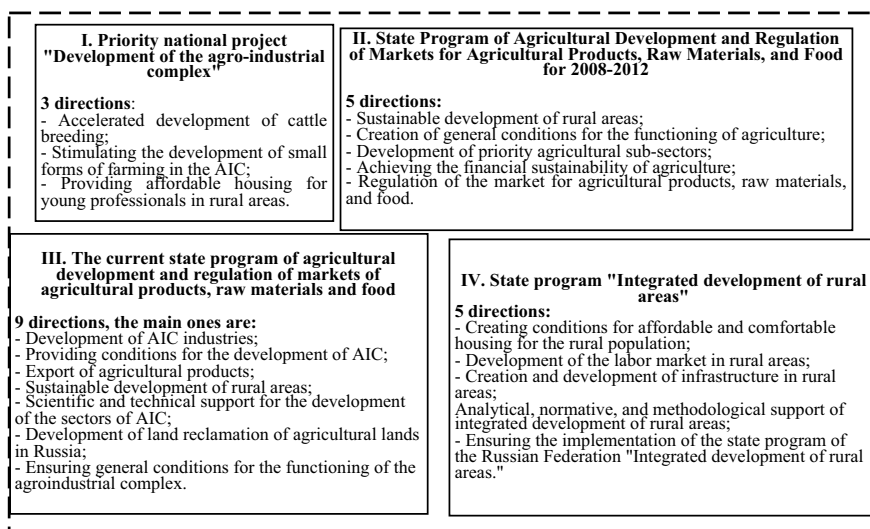 I. Priority national project
"Development of the agro-industrial
complex"
3 directions:
- Accelerated development of cattle
breeding;
- Stimulating the development of small
forms of farming in the AIC;
- Providing affordable housing for
young professionals in rural areas.
II. State Program of Agricultural Development and Regulation
of Markets for Agricultural Products, Raw Materials, and Food
for 2008-2012
5 directions:
- Sustainable development of rural areas;
- Creation of general conditions for the functioning of agriculture;
- Development of priority agricultural sub-sectors;
- Achieving the financial sustainability of agriculture;
- Regulation of the market for agricultural products, raw materials,
and food.
III. The current state program of agricultural
development and regulation of markets of
agricultural products, raw materials and food
9 directions, the main ones are:
- Development of AIC industries;
- Providing conditions for the development of AIC;
- Export of agricultural products;
- Sustainable development of rural areas;
- Scientific and technical support for the development
of the sectors of AIC;
- Development of land reclamation of agricultural lands
in Russia;
- Ensuring general conditions for the functioning of the
agroindustrial complex.
IV. State program "Integrated development of rural
areas"
5 directions:
- Creating conditions for affordable and comfortable
housing for the rural population;
- Development of the labor market in rural areas;
- Creation and development of infrastructure in rural
areas;
Analytical, normative, and methodological support of
integrated development of rural areas;
- Ensuring the implementation of the state program of
the Russian Federation "Integrated development of rural
areas."